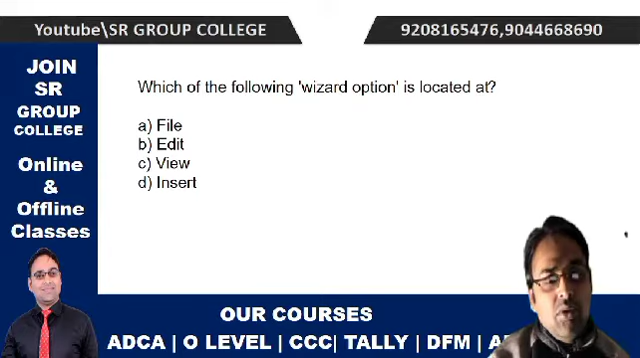 Youtube\SR GROUP COLLEGE
9208165476,9044668690
JOIN
SR
GROUP
COLLEGE
Online
&
Offline
Classes
Which of the following 'wizard option' is located at?
a) File
b) Edit
c) View
d) Insert
OUR COURSES
ADCA | O LEVEL | CCC| TALLY | DFM |